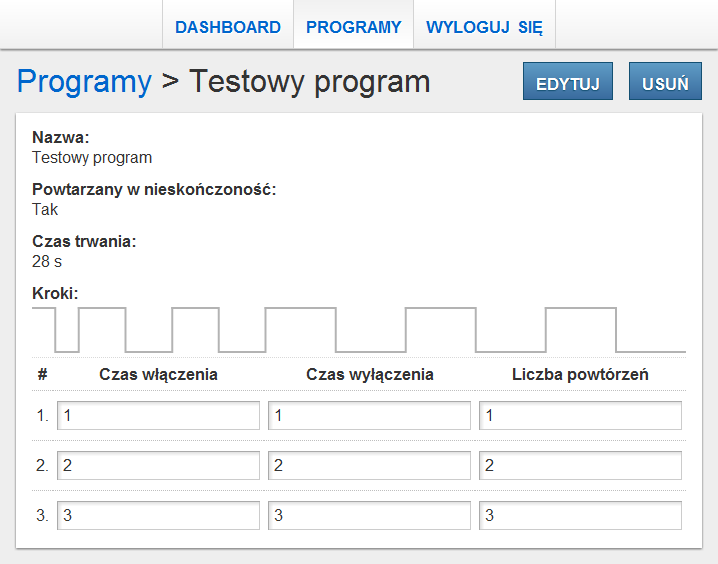 DASHBOARD PROGRAMY WYLOGUJ SIĘ
Programy > Testowy program EDYTUJ USUŃ
Nazwa:
Testowy program
Powtarzany w nieskończoność:
Tak
Czas trwania:
28 s
Kroki:
# Czas włączenia Czas wyłączenia Liczba powtórzeń
1. 1 1 1
2. 2 2 2
3. 3 3 3